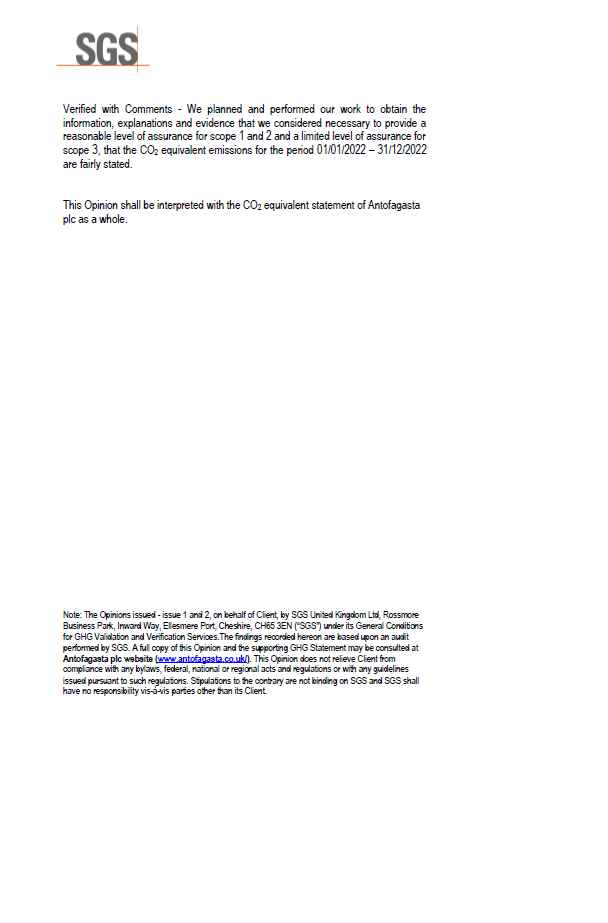 SGS
Verified with Comments - We planned and performed our work to obtain the
information, explanations and evidence that we considered necessary to provide a
reasonable level of assurance for scope 1 and 2 and a limited level of assurance for
scope 3, that the CO₂ equivalent emissions for the period 01/01/2022 – 31/12/2022
are fairly stated.
This Opinion shall be interpreted with the CO₂ equivalent statement of Antofagasta
plc as a whole.
Note: The Opinions issued - issue 1 and 2, on behalf of Client, by SGS United Kingdom Ltd, Rossmore
Business Park, Inward Way, Ellesmere Port, Cheshire, CH65 3EN ("SGS") under its General Conditions
for GHG Validation and Verification Services.The findings recorded hereon are based upon an audit
performed by SGS. A full copy of this Opinion and the supporting GHG Statement may be consulted at
Antofagasta plc website (www.antofagasta.co.uk/). This Opinion does not relieve Client from
compliance with any bylaws, federal, national or regional acts and regulations or with any guidelines
issued pursuant to such regulations. Stipulations to the contrary are not binding on SGS and SGS shall
have no responsibility vis-à-vis parties other than its Client.